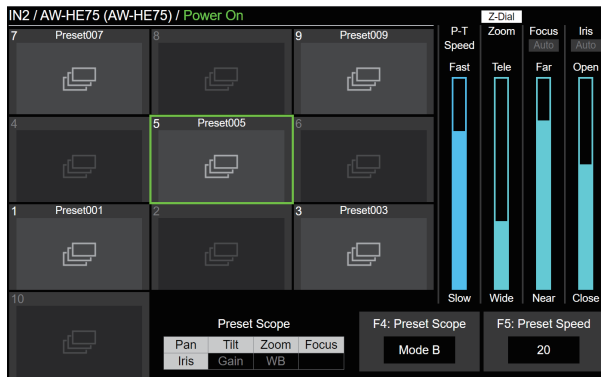 IN2 / AW-HE75 (AW-HE75) / Power On
Z-Dial
P-T Speed Zoom Focus Iris
Auto Auto
Fast Tele Far Open
7 Preset007 8 9 Preset009
4 5 Preset005 6
1 Preset001 2 3 Preset003
Slow Wide Near Close
10
Preset Scope
Pan Tilt Zoom Focus
Iris Gain WB
F4: Preset Scope
Mode B
F5: Preset Speed
20